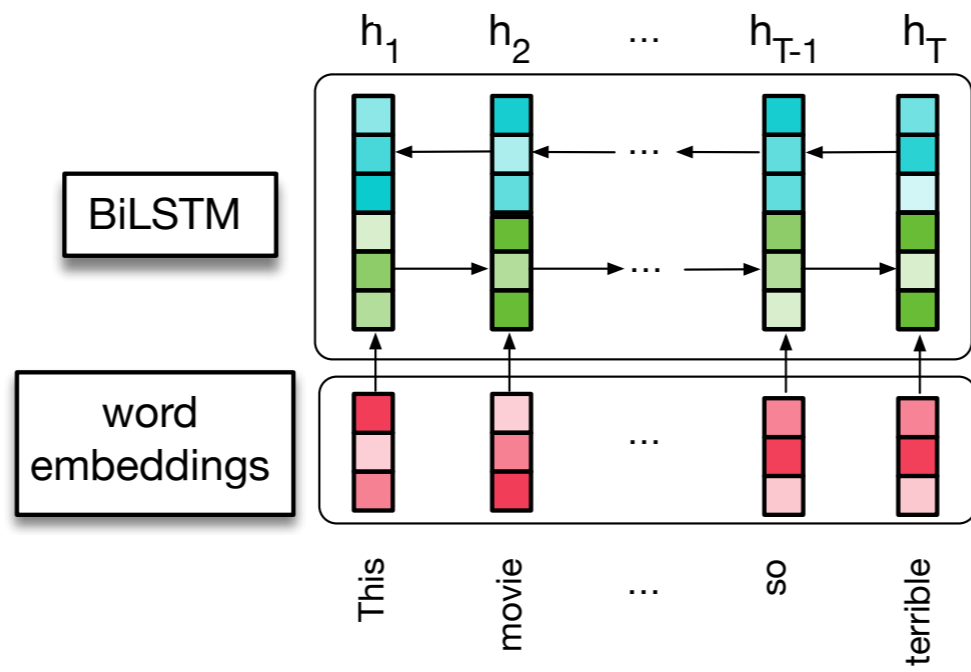 h1 h2 ... hT-1 hT
...
BiLSTM
...
word
embeddings
...
This movie ... so terrible